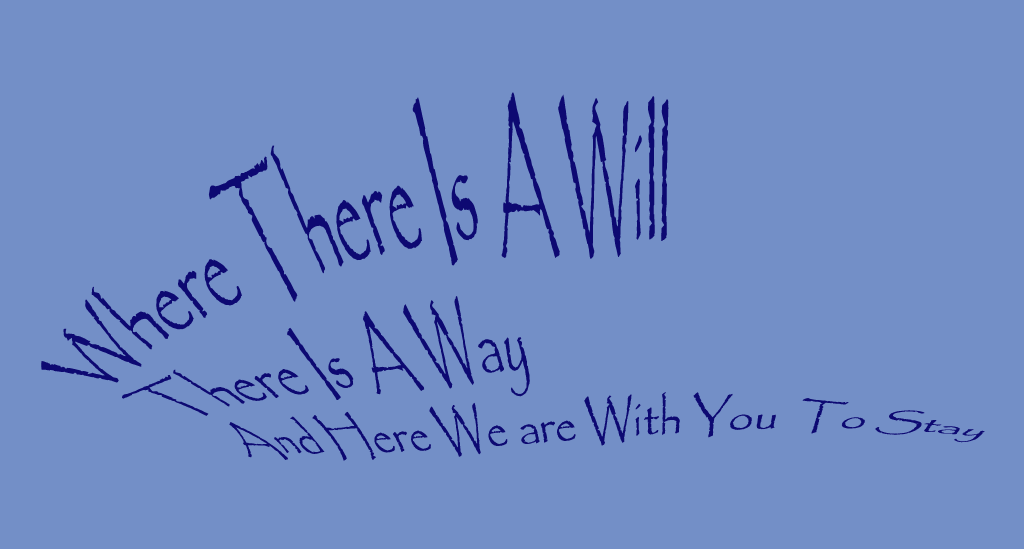 Where There Is A Will
There Is A Way
And Here We are With You To Stay